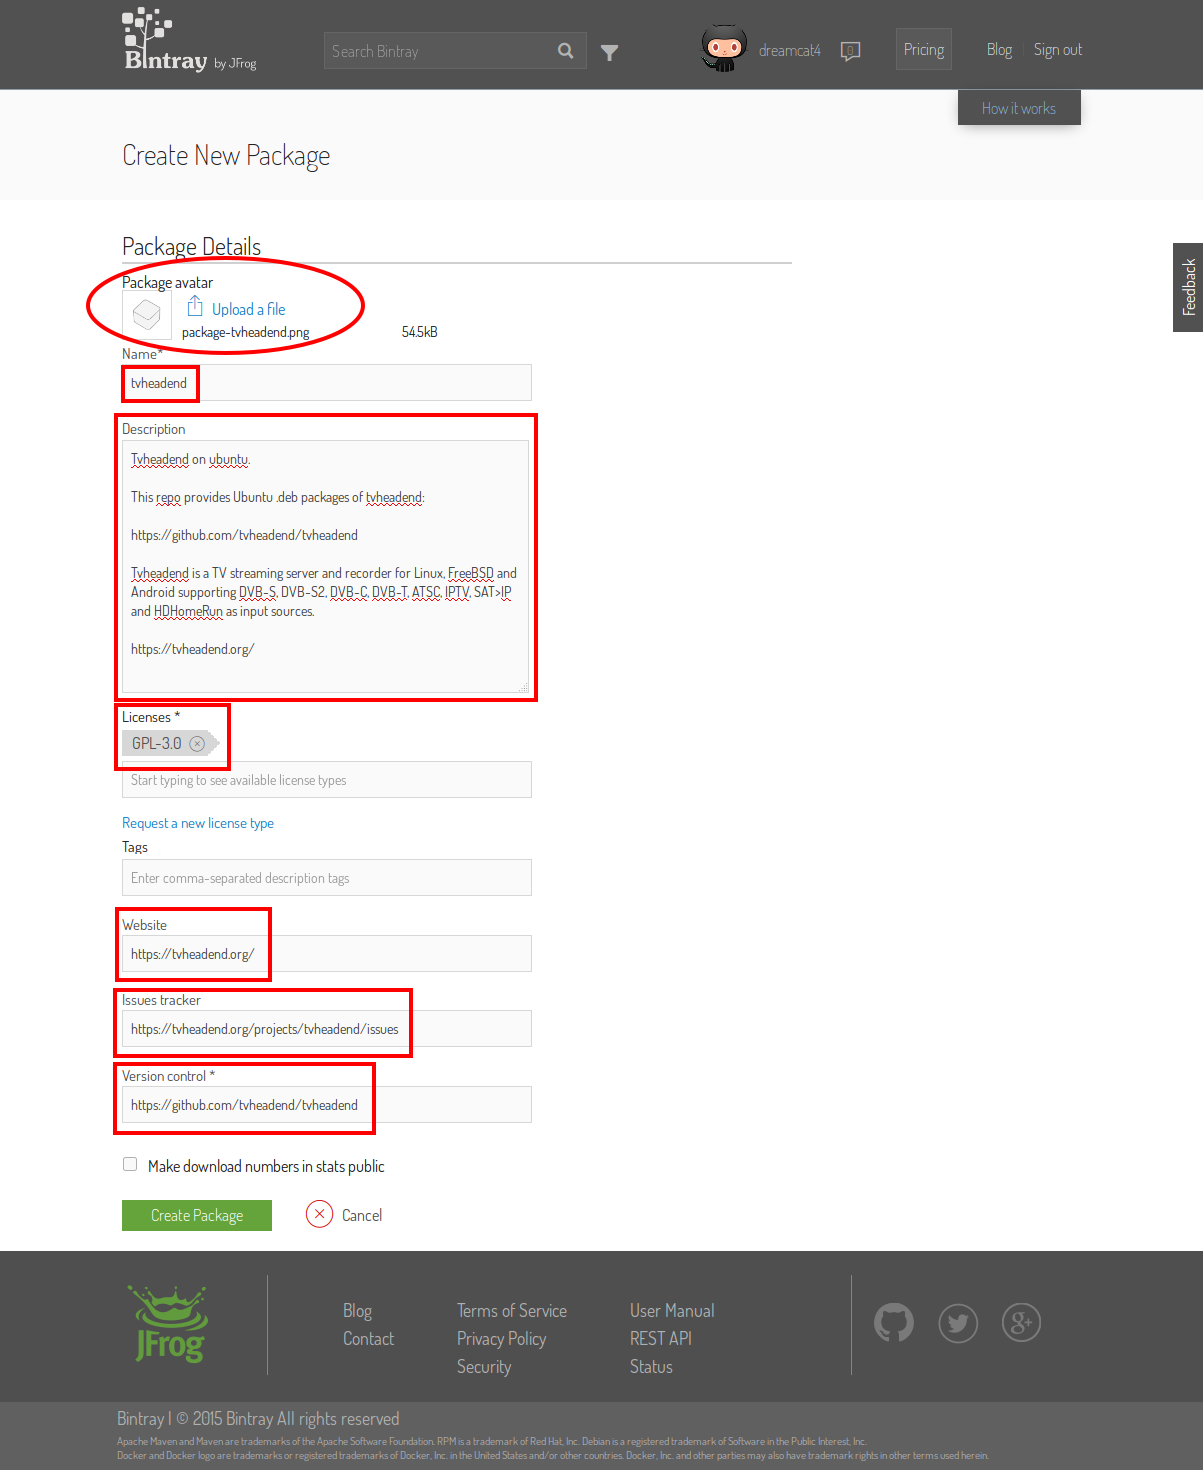 Bintray by JFrog
Search Bintray
dreamcat4
0
Pricing
Blog
Sign out
How it works
Create New Package
Feedback
Package Details
Package avatar
Upload a file
package-tvheadend.png 54.5kB
Name*
tvheadend
Description
Tvheadend on ubuntu.
This repo provides Ubuntu .deb packages of tvheadend:
https://github.com/tvheadend/tvheadend
Tvheadend is a TV streaming server and recorder for Linux, FreeBSD and
Android supporting DVB-S, DVB-S2, DVB-C, DVB-T, ATSC, IPTV, SAT>IP
and HDHomeRun as input sources.
https://tvheadend.org/
Licenses *
GPL-3.0
Start typing to see available license types
Request a new license type
Tags
Enter comma-separated description tags
Website
https://tvheadend.org/
Issues tracker
https://tvheadend.org/projects/tvheadend/issues
Version control *
https://github.com/tvheadend/tvheadend
Make download numbers in stats public
Create Package
Cancel
JFrog
Blog
Contact
Terms of Service
Privacy Policy
Security
User Manual
REST API
Status
g+
Bintray | © 2015 Bintray All rights reserved
Apache Maven and Maven are trademarks of the Apache Software Foundation. RPM is a trademark of Red Hat, Inc. Debian is a registered trademark of Software in the Public Interest, Inc.
Docker and Docker logo are trademarks or registered trademarks of Docker, Inc. in the United States and/or other countries. Docker, Inc. and other parties may also have trademark rights in other terms used herein.